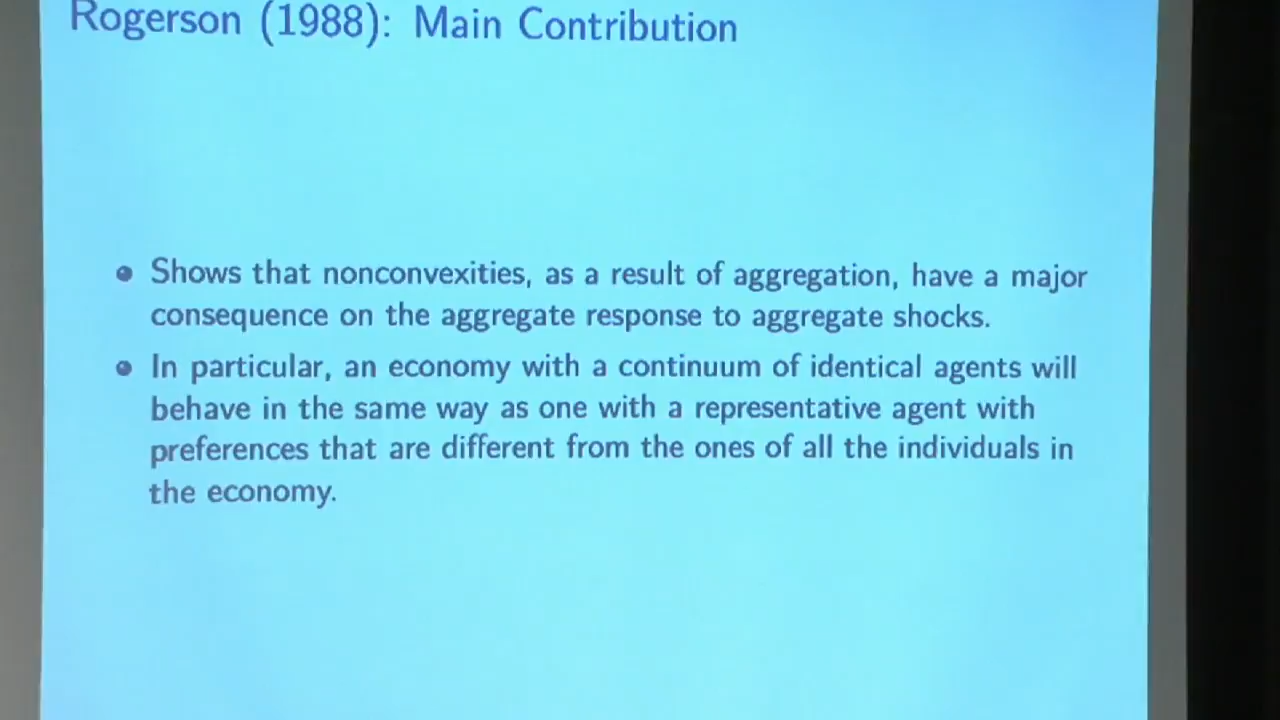 Rogerson (1988): Main Contribution
Shows that nonconvexities, as a result of aggregation, have a major
consequence on the aggregate response to aggregate shocks.
In particular, an economy with a continuum of identical agents will
behave in the same way as one with a representative agent with
preferences that are different from the ones of all the individuals in
the economy.